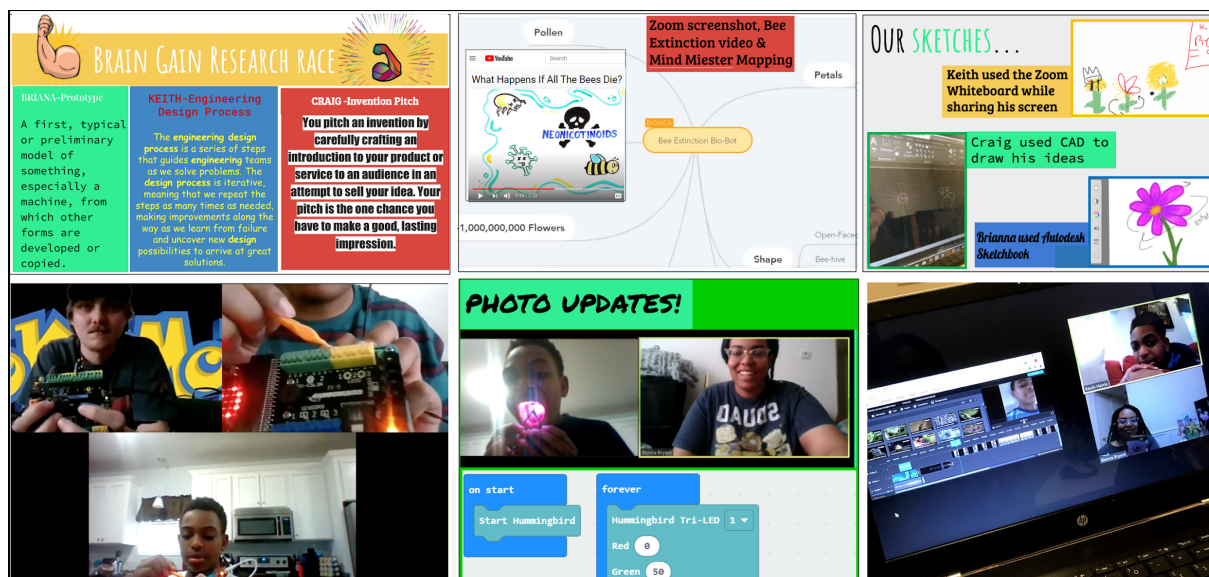 BRAIN GAIN RESEARCH RACE
BRIANA-Prototype
A first, typical
or preliminary
model of
something,
especially a
machine, from
which other
forms are
developed or
copied.
KEITH-Engineering
Design Process
The engineering design
process is a series of steps
that guides engineering teams
as we solve problems. The
design process is iterative,
meaning that we repeat the
steps as many times as needed,
making improvements along the
way as we learn from failure
and uncover new design
possibilities to arrive at great
solutions.
CRAIG -Invention Pitch
You pitch an invention by
carefully crafting an
introduction to your product or
service to an audience in an
attempt to sell your idea. Your
pitch is the one chance you
have to make a good, lasting
impression.
Pollen
YouTube
Search
What Happens If All The Bees Die?
NEONICOTINOIDS
Zoom screenshot, Bee
Extinction video &
Mind Miester Mapping
Petals
BIONCA
Bee Extinction Bio-Bot
-1,000,000,000 Flowers
Shape
Open-Faced
Bee-hive
OUR SKETCHES...
Keith used the Zoom
Whiteboard while
sharing his screen
Craig used CAD to
draw his ideas
Brianna used Autodesk
Sketchbook
HUMMINGBIRD
PHOTO UPDATES!
SQUAD
Bionca Bryant
on start
Start Hummingbird
forever
Hummingbird Tri-LED 1
Red 0
Green 50
hp